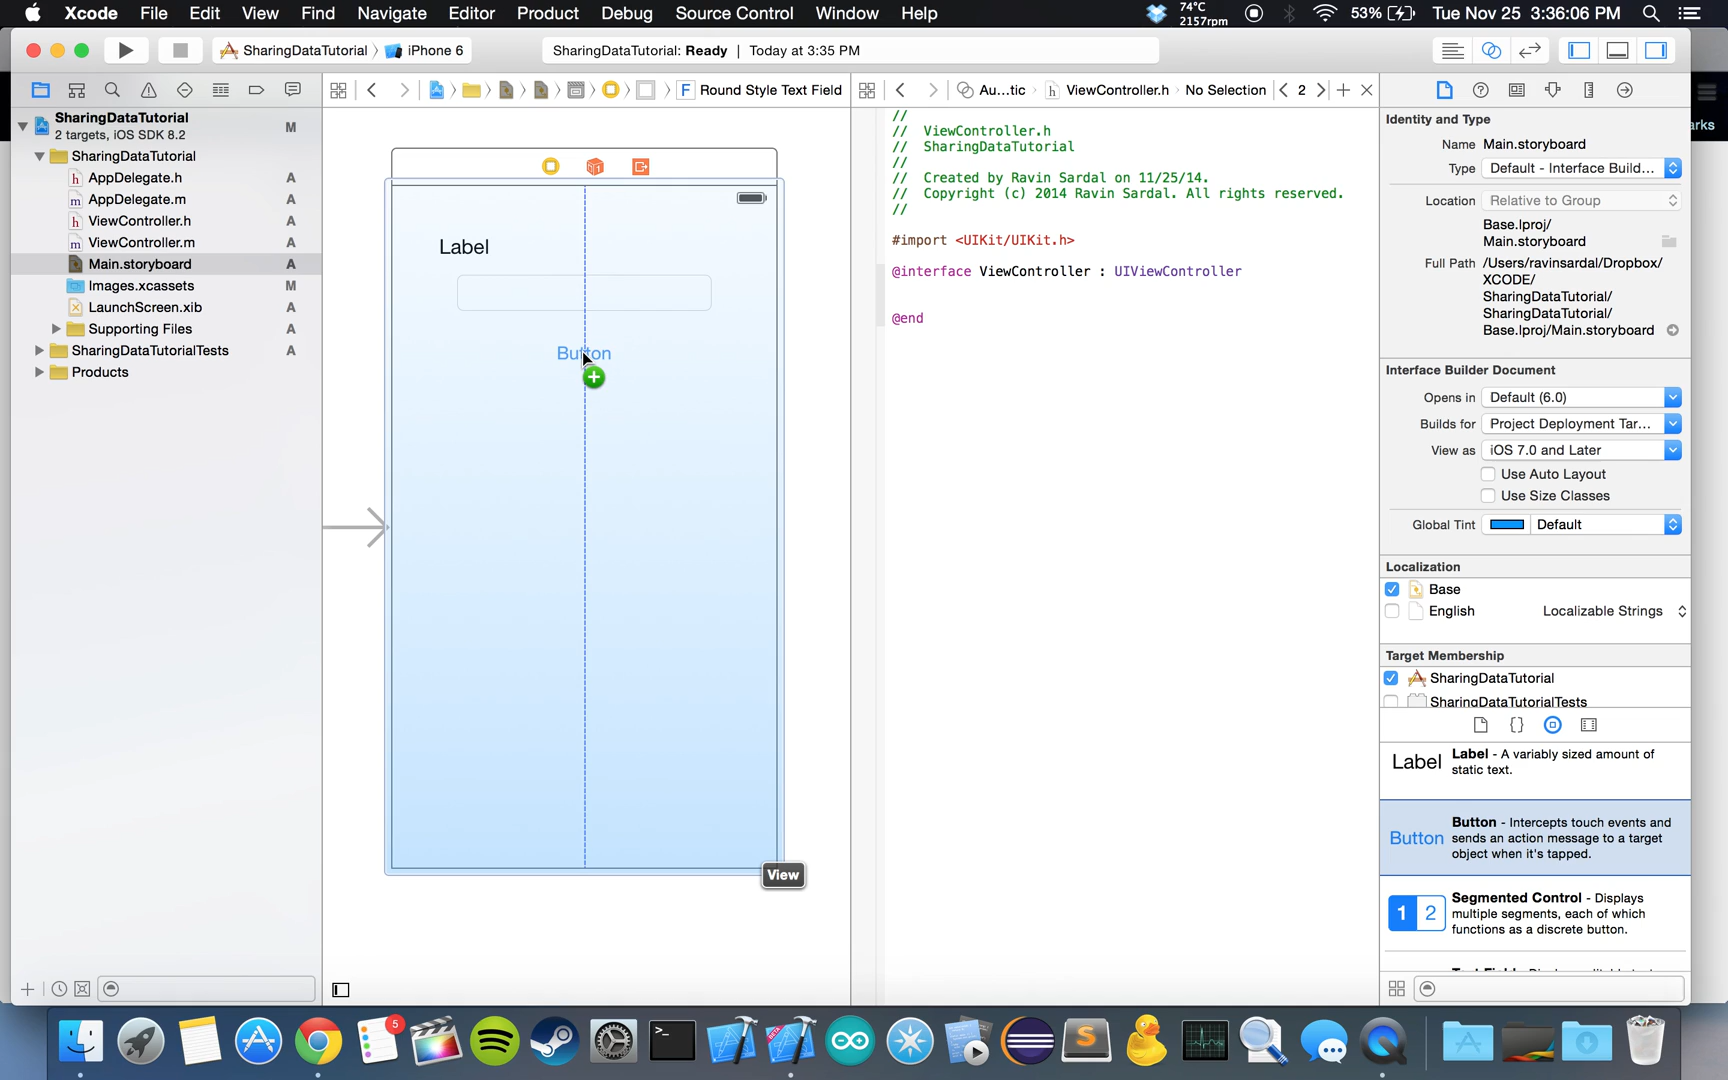 Xcode File Edit View Find Navigate Editor Product Debug Source Control Window Help
74°C
2157rpm
53% Tue Nov 25 3:36:06 PM
SharingDataTutorial iPhone 6
SharingDataTutorial: Ready | Today at 3:35 PM
F Round Style Text Field
Au...tic h ViewController.h No Selection 2
SharingDataTutorial M
2 targets, iOS SDK 8.2
SharingDataTutorial
h AppDelegate.h A
m AppDelegate.m A
h ViewController.h A
m ViewController.m A
Main.storyboard A
Images.xcassets M
LaunchScreen.xib A
Supporting Files A
SharingDataTutorialTests A
Products
Label
Button
View
//
// ViewController.h
// SharingDataTutorial
//
// Created by Ravin Sardal on 11/25/14.
// Copyright (c) 2014 Ravin Sardal. All rights reserved.
//
#import <UIKit/UIKit.h>
@interface ViewController : UIViewController
@end
Identity and Type
Name Main.storyboard
Type Default - Interface Build...
Location Relative to Group
Base.lproj/
Main.storyboard
Full Path /Users/ravinsardal/Dropbox/
XCODE/
SharingDataTutorial/
SharingDataTutorial/
Base.lproj/Main.storyboard
Interface Builder Document
Opens in Default (6.0)
Builds for Project Deployment Tar...
View as iOS 7.0 and Later
Use Auto Layout
Use Size Classes
Global Tint Default
Localization
Base
English Localizable Strings
Target Membership
SharingDataTutorial
SharingDataTutorialTests
{}
Label Label - A variably sized amount of
static text.
Button Button - Intercepts touch events and
sends an action message to a target
object when it's tapped.
1 2 Segmented Control - Displays
multiple segments, each of which
functions as a discrete button.
arks
5